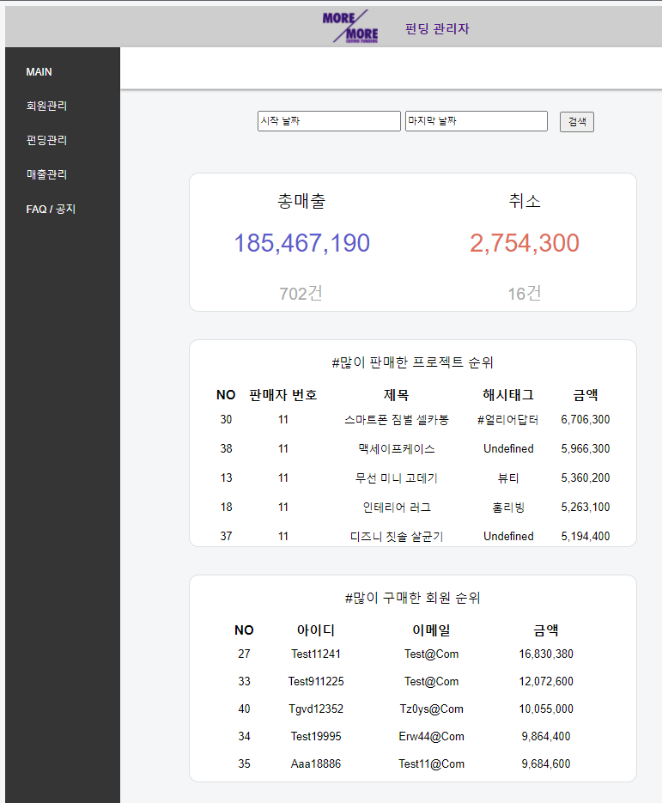 MORE
MORE
펀딩 관리자
MAIN
회원관리
펀딩관리
매출관리
FAQ / 공지
시작 날짜 마지막 날짜 검색
총매출 취소
185,467,190 2,754,300
702건 16건
#많이 판매한 프로젝트 순위
NO 판매자 번호 제목 해시태그 금액
30 11 스마트폰 짐벌 셀카봉 #얼리어답터 6,706,300
38 11 맥세이프케이스 Undefined 5,966,300
13 11 무선 미니 고데기 뷰티 5,360,200
18 11 인테리어 러그 홈리빙 5,263,100
37 11 디즈니 칫솔 살균기 Undefined 5,194,400
#많이 구매한 회원 순위
NO 아이디 이메일 금액
27 Test11241 Test@Com 16,830,380
33 Test911225 Test@Com 12,072,600
40 Tgvd12352 Tz0ys@Com 10,055,000
34 Test19995 Erw44@Com 9,864,400
35 Aaa18886 Test11@Com 9,684,600